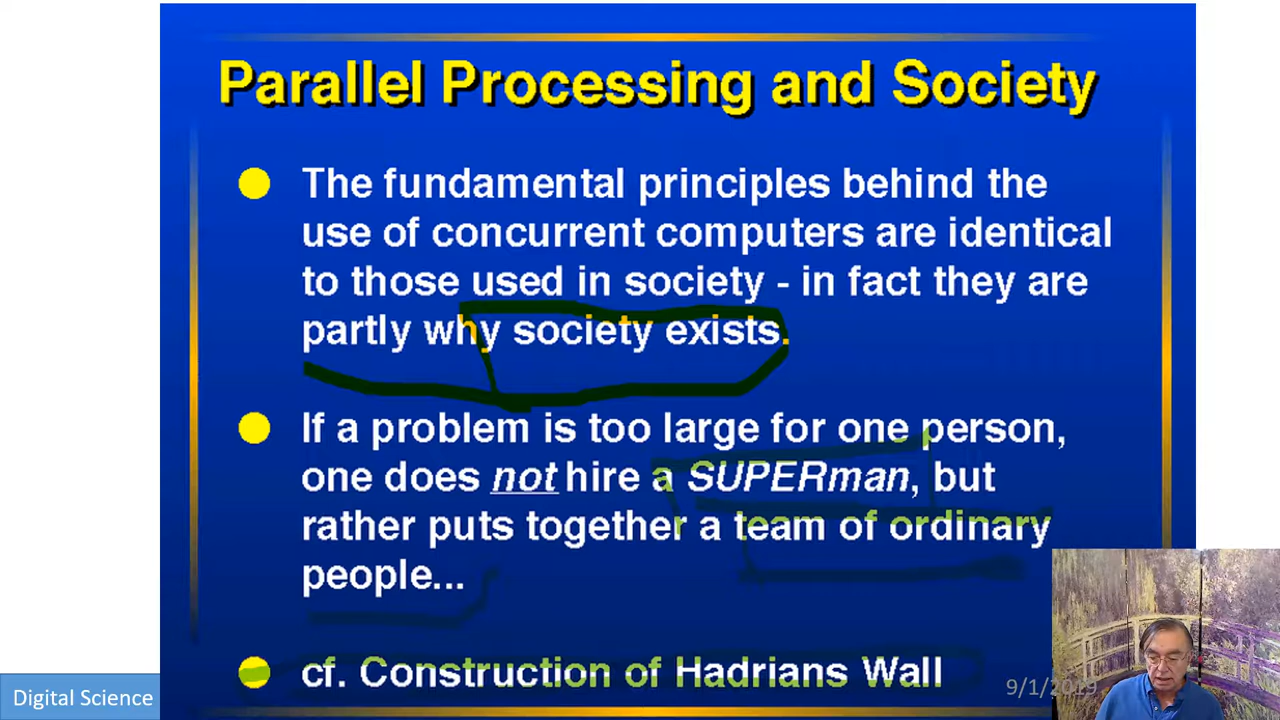 Parallel Processing and Society
The fundamental principles behind the
use of concurrent computers are identical
to those used in society - in fact they are
partly why society exists.
If a problem is too large for one person,
one does not hire a SUPERman, but
rather puts together a team of ordinary
people...
cf. Construction of Hadrians Wall
9/1/2019
Digital Science